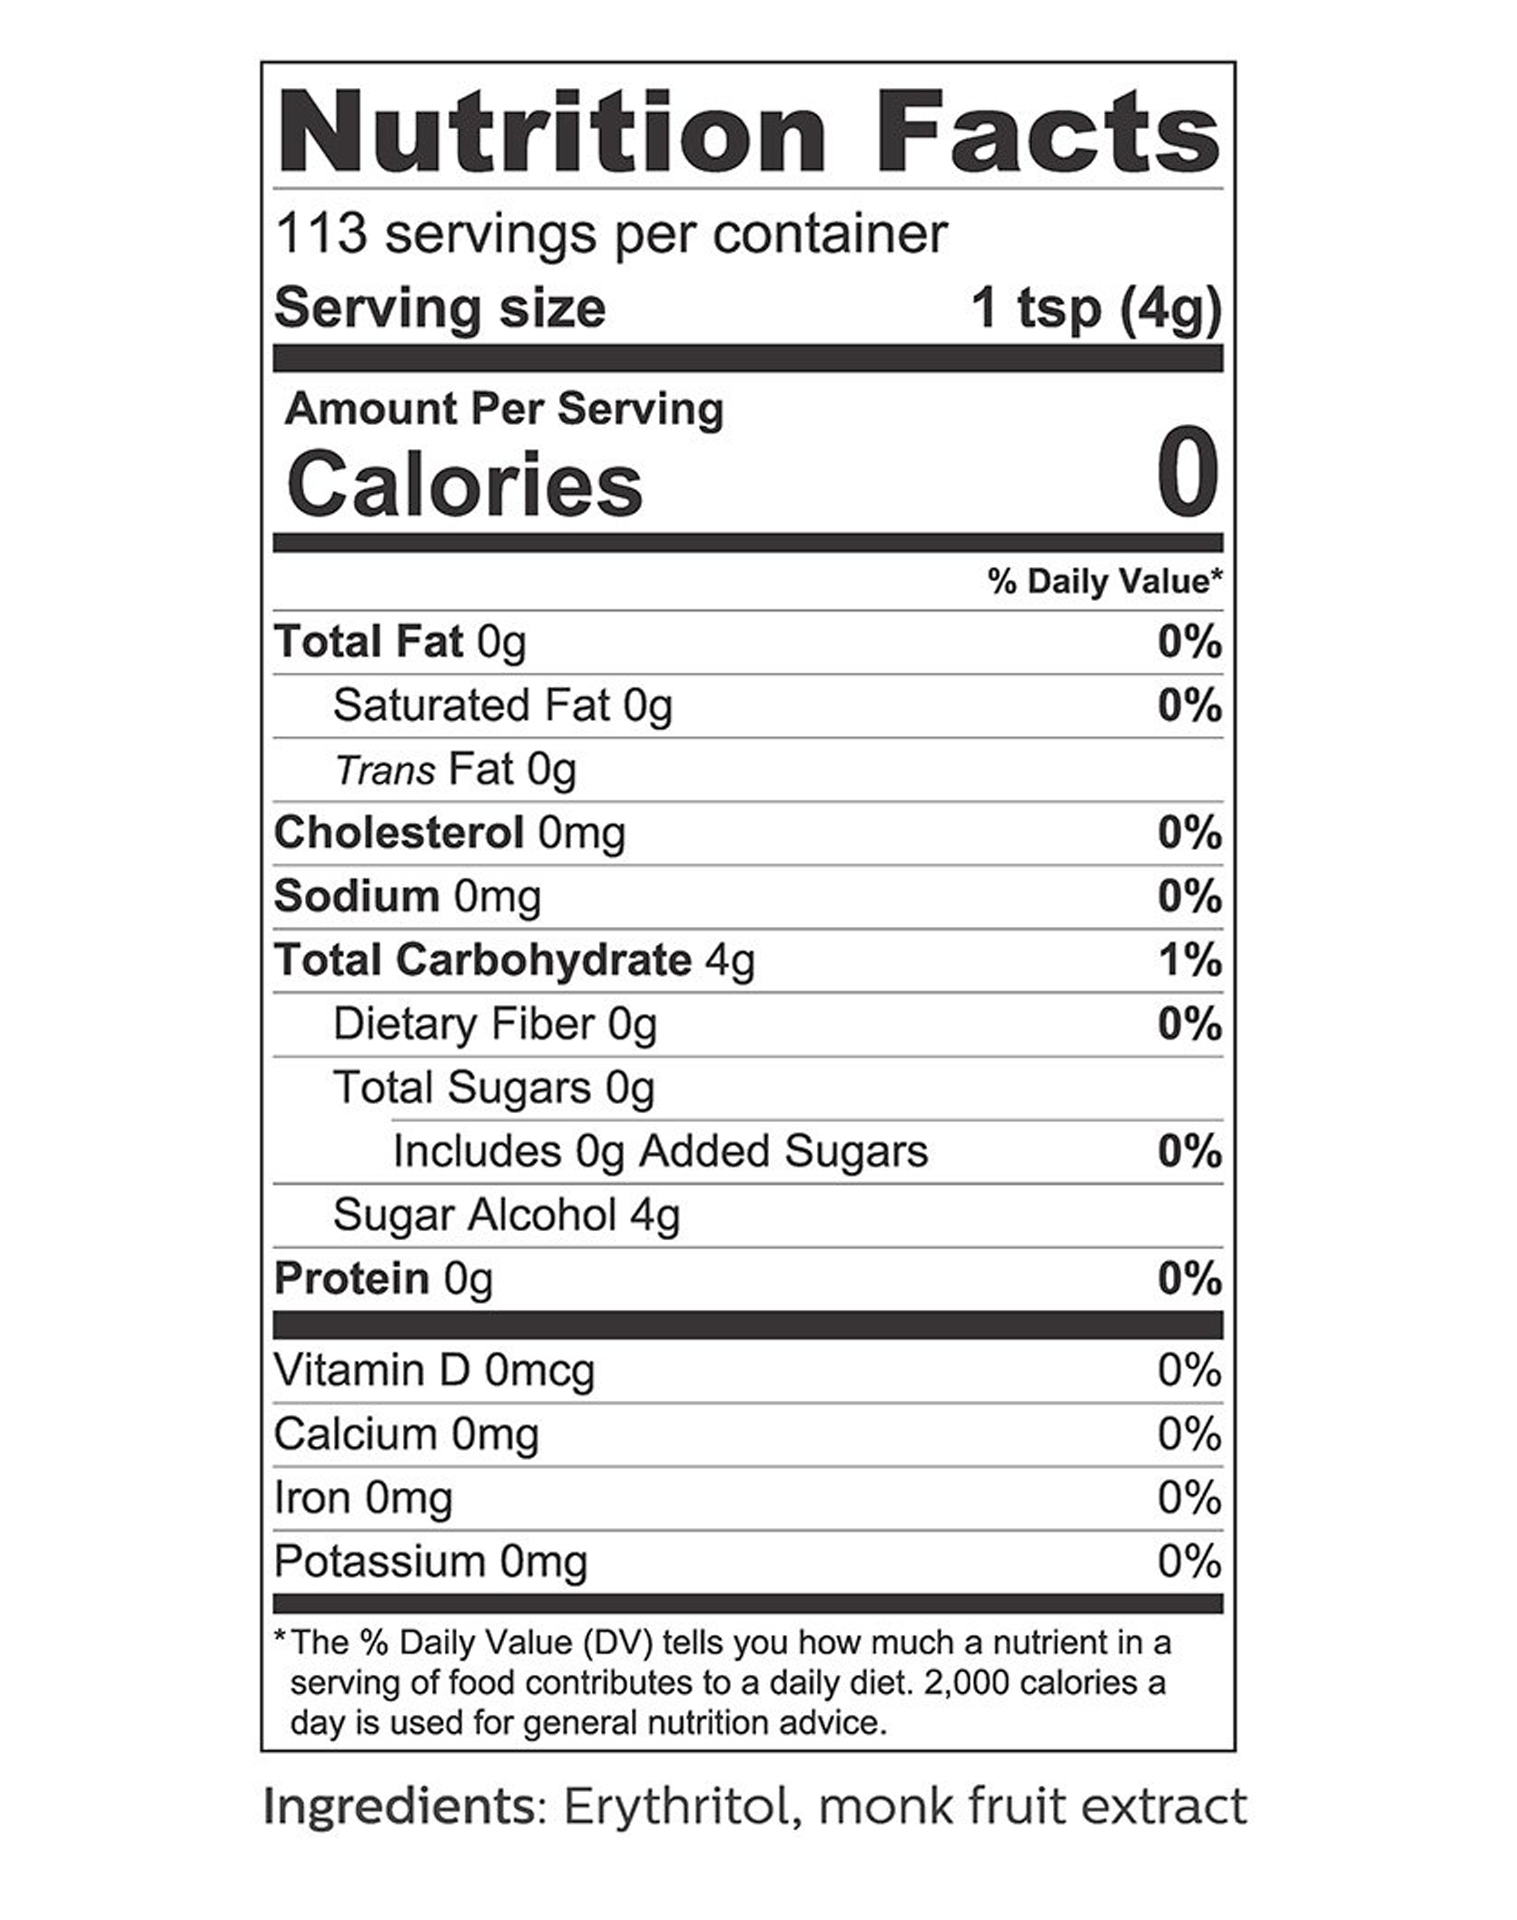 Nutrition Facts
113 servings per container
Serving size 1 tsp (4g)
Amount Per Serving
Calories 0
% Daily Value*
Total Fat 0g 0%
Saturated Fat 0g 0%
Trans Fat 0g
Cholesterol 0mg 0%
Sodium 0mg 0%
Total Carbohydrate 4g 1%
Dietary Fiber 0g 0%
Total Sugars 0g
Includes 0g Added Sugars 0%
Sugar Alcohol 4g
Protein 0g 0%
Vitamin D 0mcg 0%
Calcium 0mg 0%
Iron 0mg 0%
Potassium 0mg 0%
*The % Daily Value (DV) tells you how much a nutrient in a
serving of food contributes to a daily diet. 2,000 calories a
day is used for general nutrition advice.
Ingredients: Erythritol, monk fruit extract